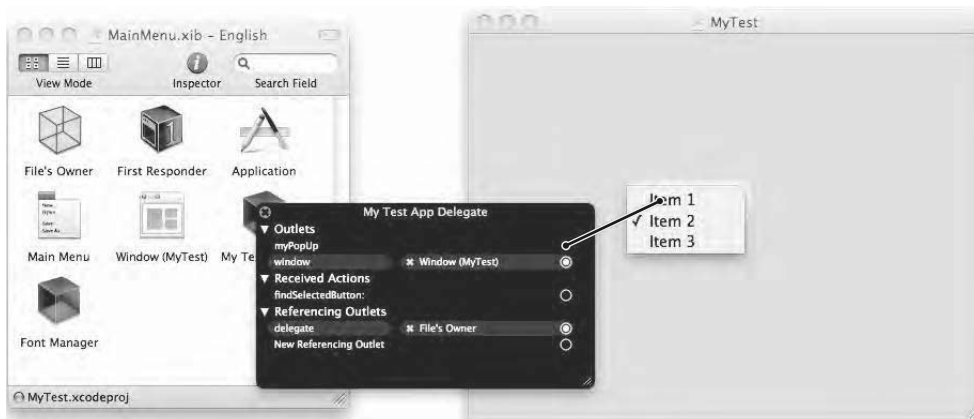 MainMenu.xib – English
View Mode
Inspector
Search Field
File's Owner
First Responder
Application
Main Menu
Window (MyTest)
My Te
Font Manager
MyTest.xcodeproj
My Test App Delegate
Outlets
myPopUp
window
Window (MyTest)
Received Actions
findSelectedButton:
Referencing Outlets
delegate
File's Owner
New Referencing Outlet
MyTest
Item 1
✓ Item 2
Item 3